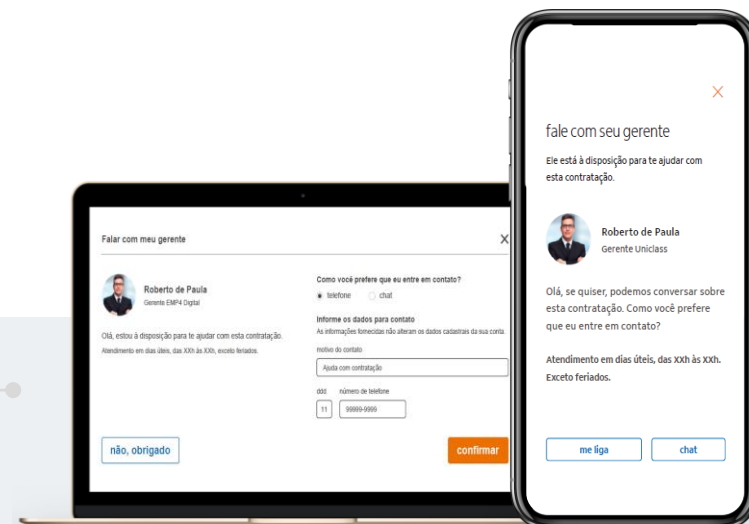 Falar com meu gerente
X
Roberto de Paula
Gerente EMP4 Digital
Olá, estou à disposição para te ajudar com esta contratação.
Atendimento em dias úteis, das XXh às XXh, exceto feriados.
não, obrigado
Como você prefere que eu entre em contato?
telefone chat
Informe os dados para contato
As informações fornecidas não alteram os dados cadastrais da sua conta.
motivo do contato
Ajuda com contratação
ddd número de telefone
11 99999-9999
confirmar
fale com seu gerente
Ele está à disposição para te ajudar com
esta contratação.
Roberto de Paula
Gerente Uniclass
Olá, se quiser, podemos conversar sobre
esta contratação. Como você prefere
que eu entre em contato?
Atendimento em dias úteis, das XXh às XXh.
Exceto feriados.
me liga chat